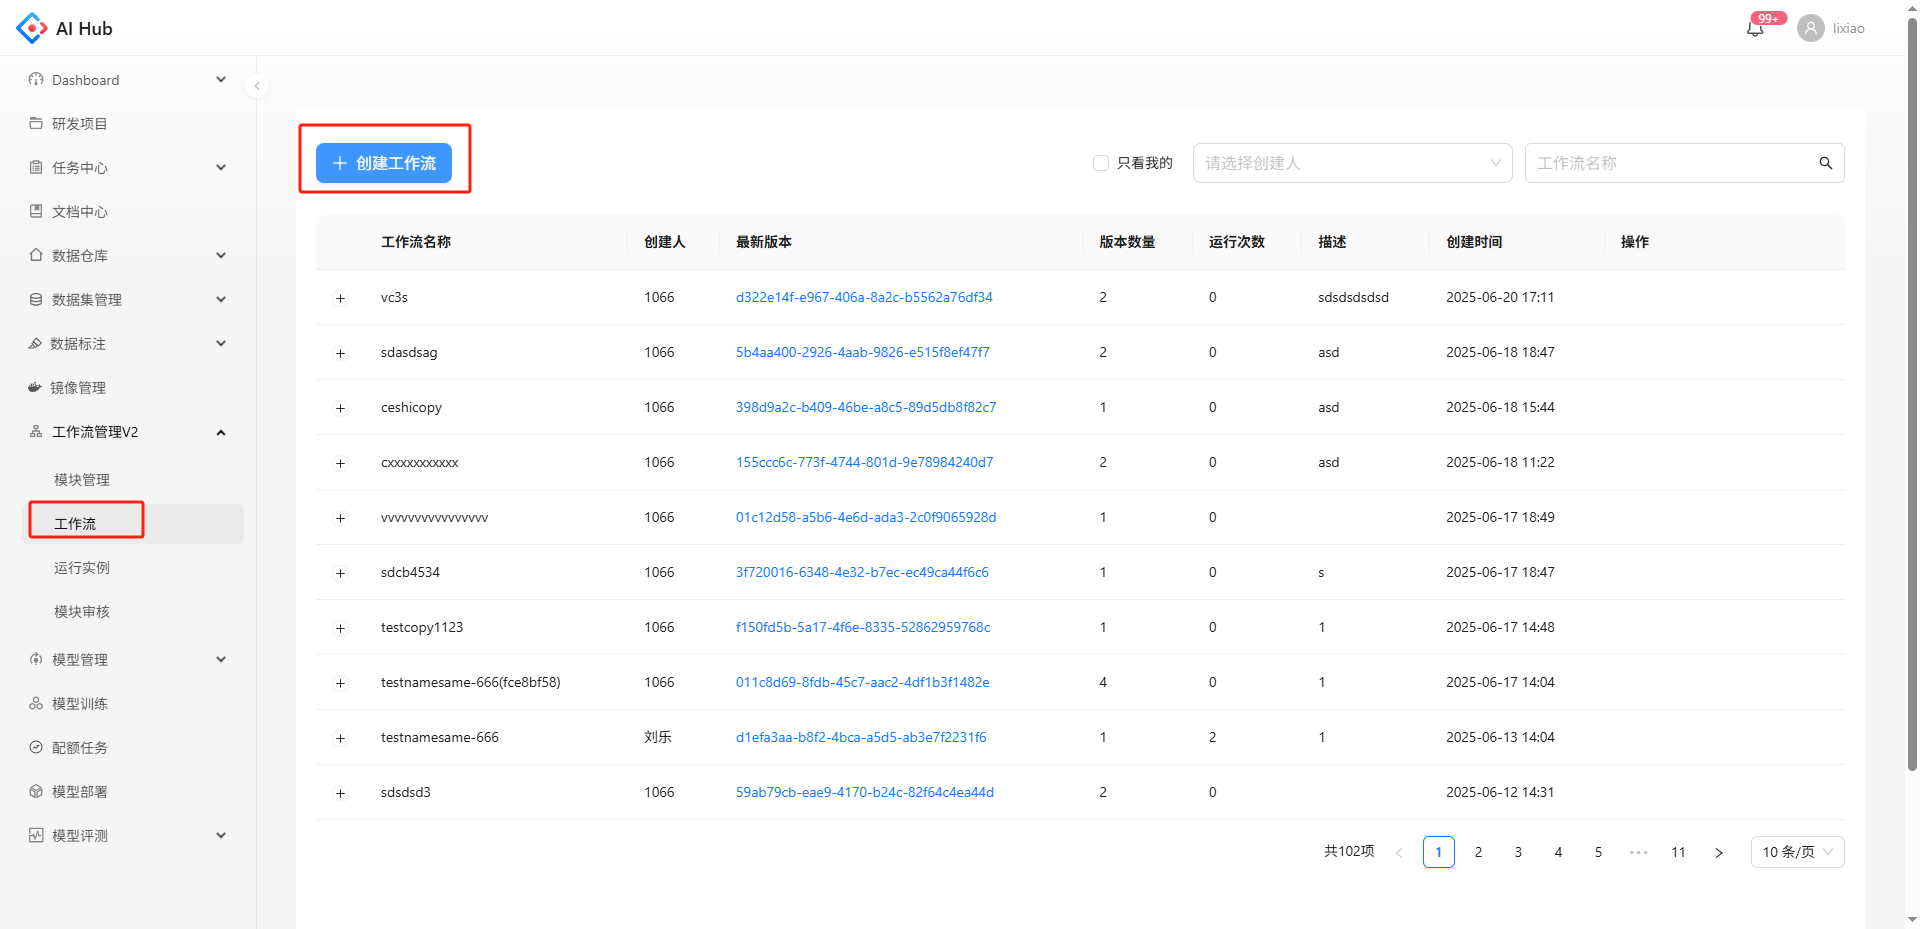 AI Hub
99+
lixiao
Dashboard
研发项目
任务中心
文档中心
数据仓库
数据集管理
数据标注
镜像管理
工作流管理V2
模块管理
工作流
运行实例
模块审核
模型管理
模型训练
配额任务
模型部署
模型评测
创建工作流
只看我的
请选择创建人
工作流名称
工作流名称 创建人 最新版本 版本数量 运行次数 描述 创建时间 操作
vc3s 1066 d322e14f-e967-406a-8a2c-b5562a76df34 2 0 sdsdsdsdsd 2025-06-20 17:11
sdasdsag 1066 5b4aa400-2926-4aab-9826-e515f8ef47f7 2 0 asd 2025-06-18 18:47
ceshicopy 1066 398d9a2c-b409-46be-a8c5-89d5db8f82c7 1 0 asd 2025-06-18 15:44
cxxxxxxxxxxx 1066 155ccc6c-773f-4744-801d-9e78984240d7 2 0 asd 2025-06-18 11:22
vvvvvvvvvvvvvvvv 1066 01c12d58-a5b6-4e6d-ada3-2c0f9065928d 1 0 2025-06-17 18:49
sdcb4534 1066 3f720016-6348-4e32-b7ec-ec49ca44f6c6 1 0 s 2025-06-17 18:47
testcopy1123 1066 f150fd5b-5a17-4f6e-8335-52862959768c 1 0 1 2025-06-17 14:48
testnamesame-666(fce8bf58) 1066 011c8d69-8fdb-45c7-aac2-4df1b3f1482e 4 0 1 2025-06-17 14:04
testnamesame-666 刘乐 d1efa3aa-b8f2-4bca-a5d5-ab3e7f2231f6 1 2 1 2025-06-13 14:04
sdsdsd3 1066 59ab79cb-eae9-4170-b24c-82f64c4ea44d 2 0 2025-06-12 14:31
共102项 < 1 2 3 4 5 ••• 11 > 10 条/页